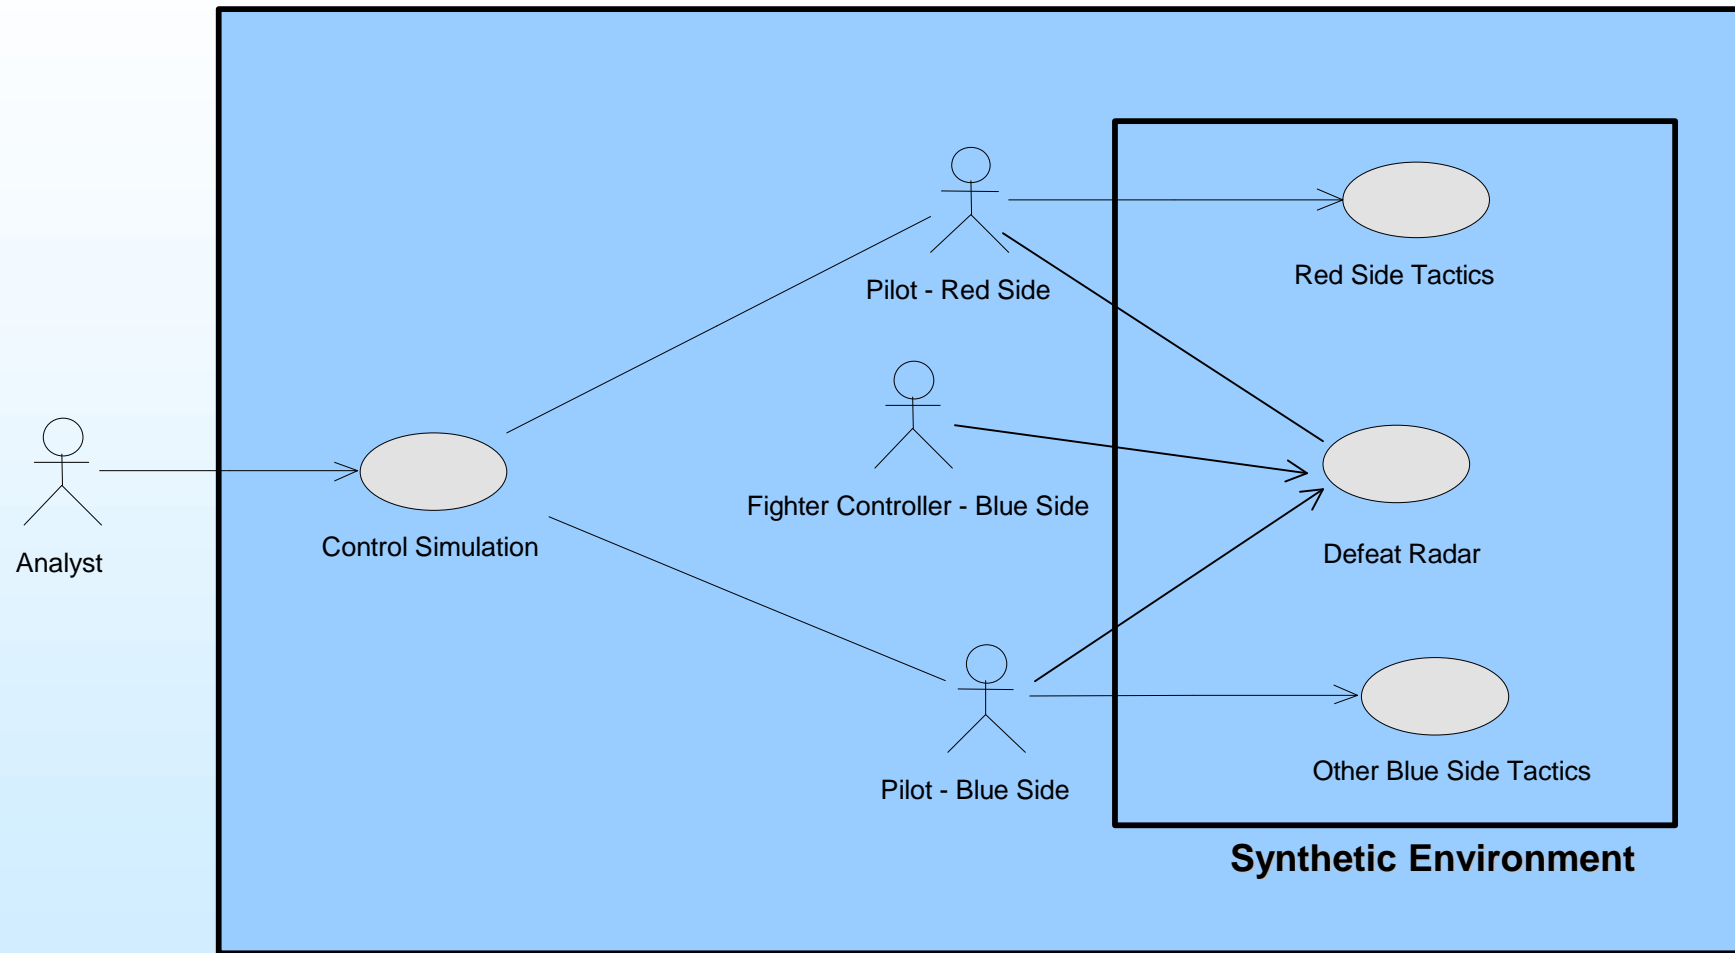 Pilot - Red Side
Red Side Tactics
Fighter Controller - Blue Side
Analyst
Control Simulation
Defeat Radar
Pilot - Blue Side
Other Blue Side Tactics
Synthetic Environment